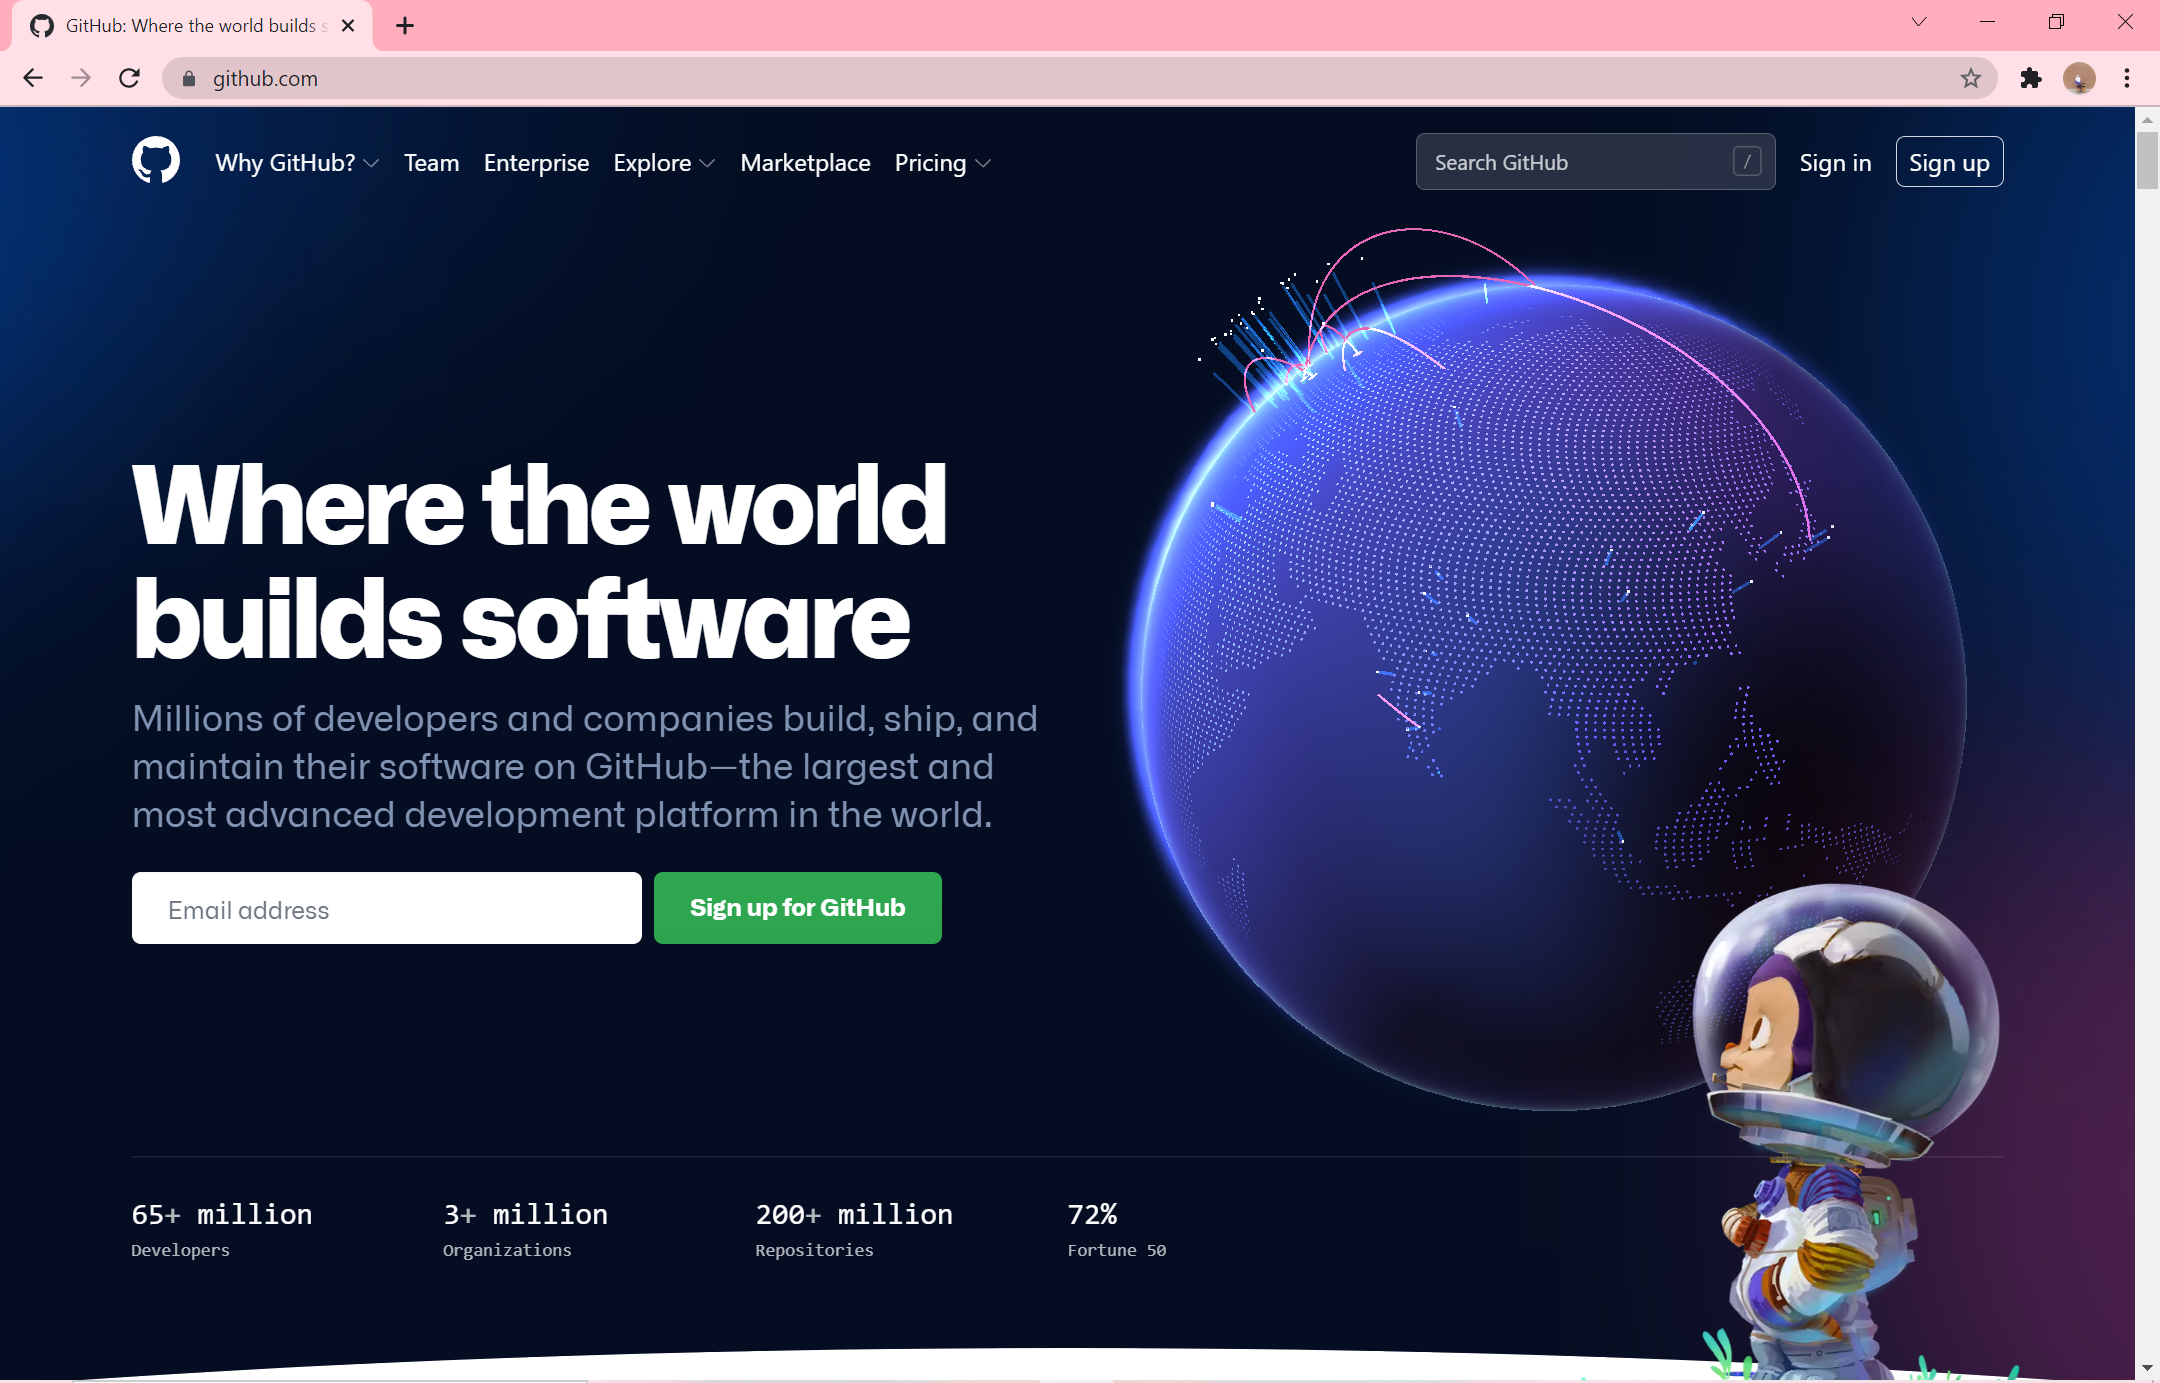 GitHub: Where the world builds s
github.com
Why GitHub?
Team
Enterprise
Explore
Marketplace
Pricing
Search GitHub
/
Sign in
Sign up
Where the world
builds software
Millions of developers and companies build, ship, and
maintain their software on GitHub—the largest and
most advanced development platform in the world.
Email address
Sign up for GitHub
65+ million
Developers
3+ million
Organizations
200+ million
Repositories
72%
Fortune 50